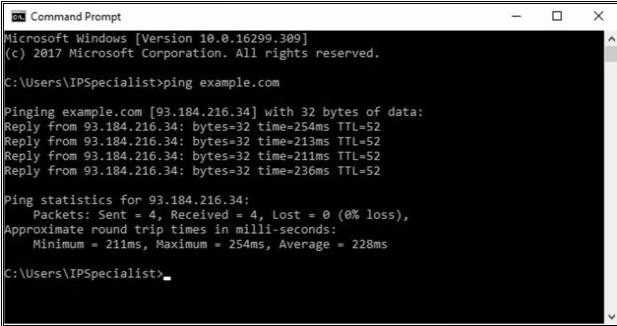 Command Prompt
Microsoft Windows [Version 10.0.16299.309]
(c) 2017 Microsoft Corporation. All rights reserved.
C:\Users\IPSpecialist>ping example.com
Pinging example.com [93.184.216.34] with 32 bytes of data:
Reply from 93.184.216.34: bytes=32 time=254ms TTL=52
Reply from 93.184.216.34: bytes=32 time=213ms TTL=52
Reply from 93.184.216.34: bytes=32 time=211ms TTL=52
Reply from 93.184.216.34: bytes=32 time=236ms TTL=52
Ping statistics for 93.184.216.34:
Packets: Sent = 4, Received = 4, Lost = 0 (0% loss),
Approximate round trip times in milli-seconds:
Minimum = 211ms, Maximum = 254ms, Average = 228ms
C:\Users\IPSpecialist>